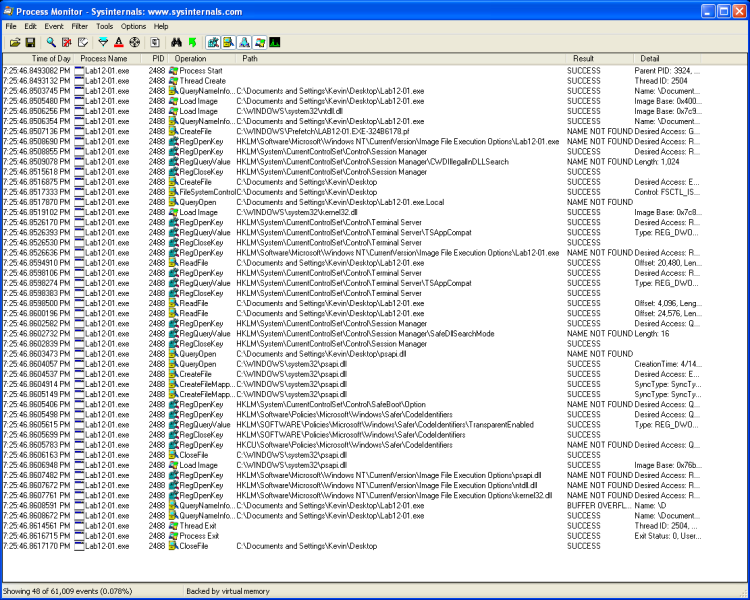 Process Monitor - Sysinternals: www.sysinternals.com
File Edit Event Filter Tools Options Help
Time of Day Process Name PID Operation Path Result Detail
7:25:46.8493082 PM Lab12-01.exe 2488 Process Start SUCCESS Parent PID: 3924, ...
7:25:46.8493132 PM Lab12-01.exe 2488 Thread Create SUCCESS Thread ID: 2504
7:25:46.8503745 PM Lab12-01.exe 2488 QueryNameInfo... C:\Documents and Settings\Kevin\Desktop\Lab12-01.exe SUCCESS Name: \Document...
7:25:46.8505480 PM Lab12-01.exe 2488 Load Image C:\Documents and Settings\Kevin\Desktop\Lab12-01.exe SUCCESS Image Base: 0x400...
7:25:46.8506256 PM Lab12-01.exe 2488 Load Image C:\WINDOWS\system32\ntdll.dll SUCCESS Image Base: 0x7c9...
7:25:46.8506354 PM Lab12-01.exe 2488 QueryNameInfo... C:\Documents and Settings\Kevin\Desktop\Lab12-01.exe SUCCESS Name: \Document...
7:25:46.8507136 PM Lab12-01.exe 2488 CreateFile C:\WINDOWS\Prefetch\LAB12-01.EXE-324B6178.pf NAME NOT FOUND Desired Access: G...
7:25:46.8508690 PM Lab12-01.exe 2488 RegOpenKey HKLM\Software\Microsoft\Windows NT\CurrentVersion\Image File Execution Options\Lab12-01.exe NAME NOT FOUND Desired Access: R...
7:25:46.8508855 PM Lab12-01.exe 2488 RegOpenKey HKLM\System\CurrentControlSet\Control\Session Manager SUCCESS Desired Access: R...
7:25:46.8509078 PM Lab12-01.exe 2488 RegQueryValue HKLM\System\CurrentControlSet\Control\Session Manager\CWDIllegalInDLLSearch NAME NOT FOUND Length: 1,024
7:25:46.8515618 PM Lab12-01.exe 2488 RegCloseKey HKLM\System\CurrentControlSet\Control\Session Manager SUCCESS
7:25:46.8516875 PM Lab12-01.exe 2488 CreateFile C:\Documents and Settings\Kevin\Desktop SUCCESS Desired Access: E...
7:25:46.8517333 PM Lab12-01.exe 2488 FileSystemControl C:\Documents and Settings\Kevin\Desktop SUCCESS Control: FSCTL_IS...
7:25:46.8517870 PM Lab12-01.exe 2488 QueryOpen C:\Documents and Settings\Kevin\Desktop\Lab12-01.exe.Local NAME NOT FOUND
7:25:46.8519102 PM Lab12-01.exe 2488 Load Image C:\WINDOWS\system32\kernel32.dll SUCCESS Image Base: 0x7c8...
7:25:46.8526170 PM Lab12-01.exe 2488 RegOpenKey HKLM\System\CurrentControlSet\Control\Terminal Server SUCCESS Desired Access: R...
7:25:46.8526393 PM Lab12-01.exe 2488 RegQueryValue HKLM\System\CurrentControlSet\Control\Terminal Server\TSAppCompat SUCCESS Type: REG_DWO...
7:25:46.8526530 PM Lab12-01.exe 2488 RegCloseKey HKLM\System\CurrentControlSet\Control\Terminal Server SUCCESS
7:25:46.8526636 PM Lab12-01.exe 2488 RegOpenKey HKLM\Software\Microsoft\Windows NT\CurrentVersion\Image File Execution Options\Lab12-01.exe NAME NOT FOUND Desired Access: R...
7:25:46.8594910 PM Lab12-01.exe 2488 ReadFile C:\Documents and Settings\Kevin\Desktop\Lab12-01.exe SUCCESS Offset: 20,480, Len...
7:25:46.8598106 PM Lab12-01.exe 2488 RegOpenKey HKLM\System\CurrentControlSet\Control\Terminal Server SUCCESS Desired Access: R...
7:25:46.8598274 PM Lab12-01.exe 2488 RegQueryValue HKLM\System\CurrentControlSet\Control\Terminal Server\TSAppCompat SUCCESS Type: REG_DWO...
7:25:46.8598383 PM Lab12-01.exe 2488 RegCloseKey HKLM\System\CurrentControlSet\Control\Terminal Server SUCCESS
7:25:46.8598500 PM Lab12-01.exe 2488 ReadFile C:\Documents and Settings\Kevin\Desktop\Lab12-01.exe SUCCESS Offset: 4,096, Leng...
7:25:46.8600196 PM Lab12-01.exe 2488 ReadFile C:\Documents and Settings\Kevin\Desktop\Lab12-01.exe SUCCESS Offset: 24,576, Len...
7:25:46.8602582 PM Lab12-01.exe 2488 RegOpenKey HKLM\System\CurrentControlSet\Control\Session Manager SUCCESS Desired Access: Q...
7:25:46.8602732 PM Lab12-01.exe 2488 RegQueryValue HKLM\System\CurrentControlSet\Control\Session Manager\SafeDllSearchMode NAME NOT FOUND Length: 16
7:25:46.8602839 PM Lab12-01.exe 2488 RegCloseKey HKLM\System\CurrentControlSet\Control\Session Manager SUCCESS
7:25:46.8603473 PM Lab12-01.exe 2488 QueryOpen C:\Documents and Settings\Kevin\Desktop\psapi.dll NAME NOT FOUND
7:25:46.8604057 PM Lab12-01.exe 2488 QueryOpen C:\WINDOWS\system32\psapi.dll SUCCESS CreationTime: 4/14...
7:25:46.8604537 PM Lab12-01.exe 2488 CreateFile C:\WINDOWS\system32\psapi.dll SUCCESS Desired Access: E...
7:25:46.8604914 PM Lab12-01.exe 2488 CreateFileMapp... C:\WINDOWS\system32\psapi.dll SUCCESS SyncType: SyncTy...
7:25:46.8605149 PM Lab12-01.exe 2488 CreateFileMapp... C:\WINDOWS\system32\psapi.dll SUCCESS SyncType: SyncTy...
7:25:46.8605406 PM Lab12-01.exe 2488 RegOpenKey HKLM\System\CurrentControlSet\Control\SafeBoot\Option NAME NOT FOUND Desired Access: Q...
7:25:46.8605498 PM Lab12-01.exe 2488 RegOpenKey HKLM\Software\Policies\Microsoft\Windows\Safer\CodeIdentifiers SUCCESS Desired Access: Q...
7:25:46.8605615 PM Lab12-01.exe 2488 RegQueryValue HKLM\SOFTWARE\Policies\Microsoft\Windows\Safer\CodeIdentifiers\TransparentEnabled SUCCESS Type: REG_DWO...
7:25:46.8605699 PM Lab12-01.exe 2488 RegCloseKey HKLM\SOFTWARE\Policies\Microsoft\Windows\Safer\CodeIdentifiers SUCCESS
7:25:46.8605783 PM Lab12-01.exe 2488 RegOpenKey HKCU\Software\Policies\Microsoft\Windows\Safer\CodeIdentifiers NAME NOT FOUND Desired Access: Q...
7:25:46.8606163 PM Lab12-01.exe 2488 CloseFile C:\WINDOWS\system32\psapi.dll SUCCESS
7:25:46.8606948 PM Lab12-01.exe 2488 Load Image C:\WINDOWS\system32\psapi.dll SUCCESS Image Base: 0x76b...
7:25:46.8607482 PM Lab12-01.exe 2488 RegOpenKey HKLM\Software\Microsoft\Windows NT\CurrentVersion\Image File Execution Options\psapi.dll NAME NOT FOUND Desired Access: R...
7:25:46.8607672 PM Lab12-01.exe 2488 RegOpenKey HKLM\Software\Microsoft\Windows NT\CurrentVersion\Image File Execution Options\ntdll.dll NAME NOT FOUND Desired Access: R...
7:25:46.8607761 PM Lab12-01.exe 2488 RegOpenKey HKLM\Software\Microsoft\Windows NT\CurrentVersion\Image File Execution Options\kernel32.dll NAME NOT FOUND Desired Access: R...
7:25:46.8608591 PM Lab12-01.exe 2488 QueryNameInfo... C:\Documents and Settings\Kevin\Desktop\Lab12-01.exe BUFFER OVERFL... Name: \D
7:25:46.8608672 PM Lab12-01.exe 2488 QueryNameInfo... C:\Documents and Settings\Kevin\Desktop\Lab12-01.exe SUCCESS Name: \Document...
7:25:46.8614561 PM Lab12-01.exe 2488 Thread Exit SUCCESS Thread ID: 2504, ...
7:25:46.8616715 PM Lab12-01.exe 2488 Process Exit SUCCESS Exit Status: 0, User...
7:25:46.8617170 PM Lab12-01.exe 2488 CloseFile C:\Documents and Settings\Kevin\Desktop SUCCESS
Showing 48 of 61,009 events (0.078%) Backed by virtual memory